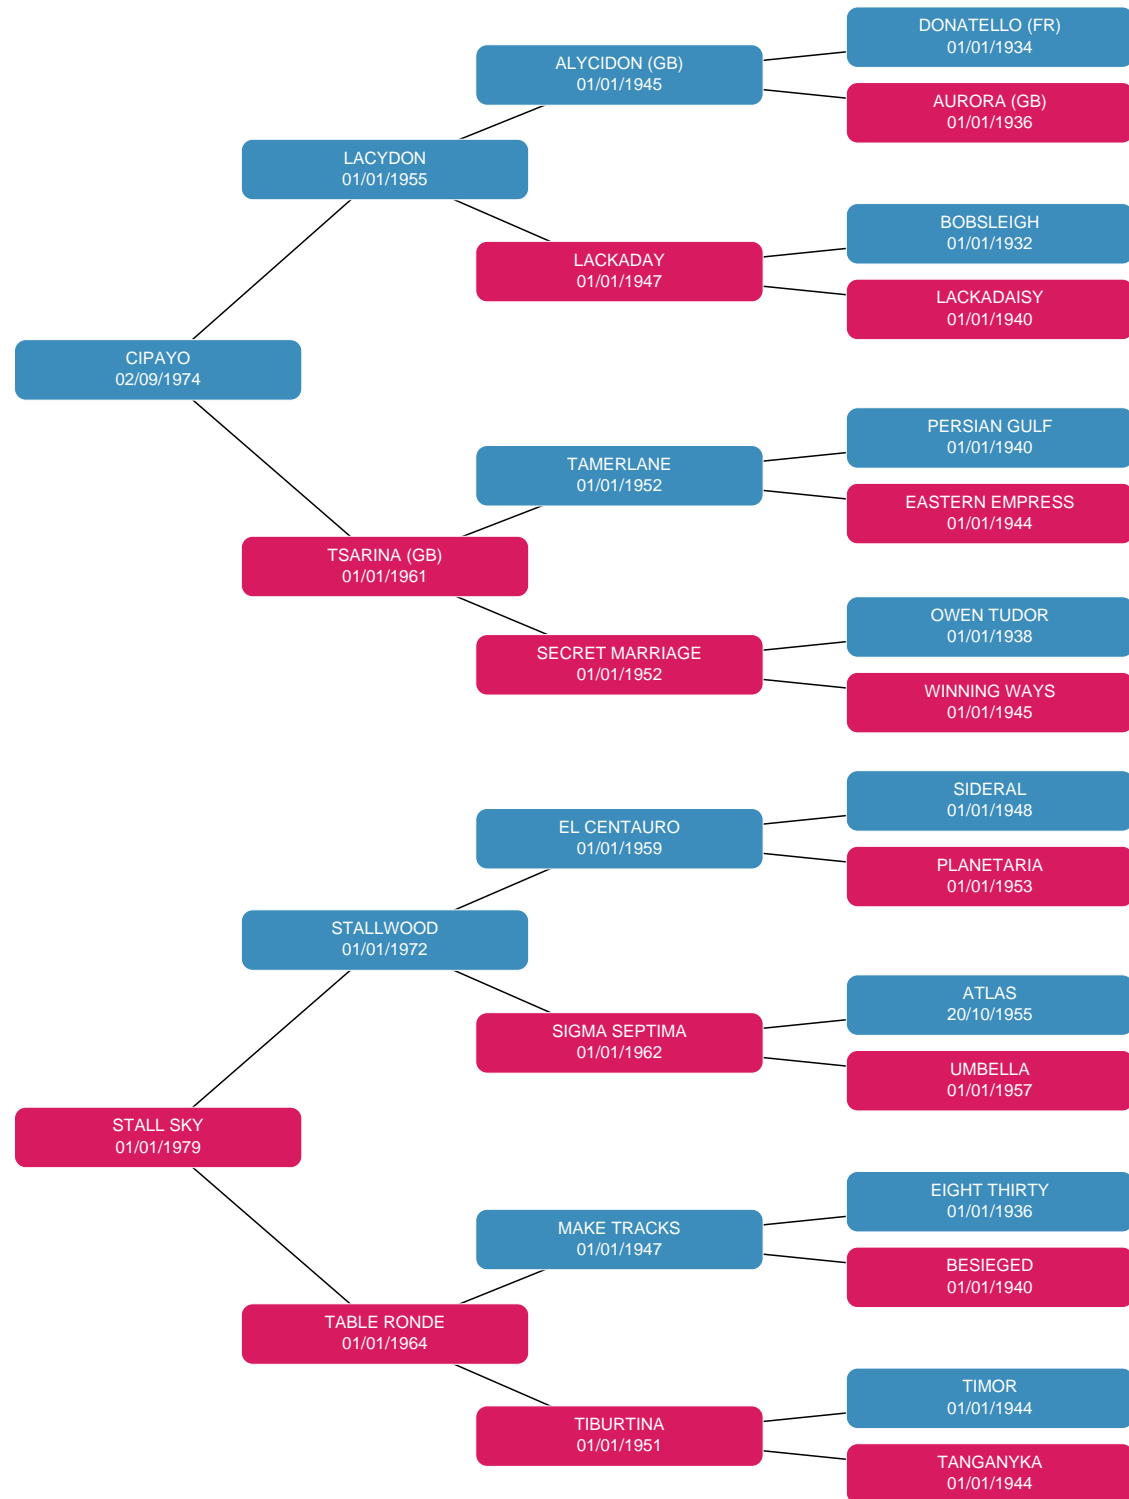 DONATELLO (FR)
01/01/1934
ALYCIDON (GB)
01/01/1945
AURORA (GB)
01/01/1936
LACYDON
01/01/1955
BOBSLEIGH
01/01/1932
LACKADAY
01/01/1947
LACKADAISY
01/01/1940
CIPAYO
02/09/1974
PERSIAN GULF
01/01/1940
TAMERLANE
01/01/1952
EASTERN EMPRESS
01/01/1944
TSARINA (GB)
01/01/1961
OWEN TUDOR
01/01/1938
SECRET MARRIAGE
01/01/1952
WINNING WAYS
01/01/1945
SIDERAL
01/01/1948
EL CENTAURO
01/01/1959
PLANETARIA
01/01/1953
STALLWOOD
01/01/1972
ATLAS
20/10/1955
SIGMA SEPTIMA
01/01/1962
UMBELLA
01/01/1957
STALL SKY
01/01/1979
EIGHT THIRTY
01/01/1936
MAKE TRACKS
01/01/1947
BESIEGED
01/01/1940
TABLE RONDE
01/01/1964
TIMOR
01/01/1944
TIBURTINA
01/01/1951
TANGANYKA
01/01/1944